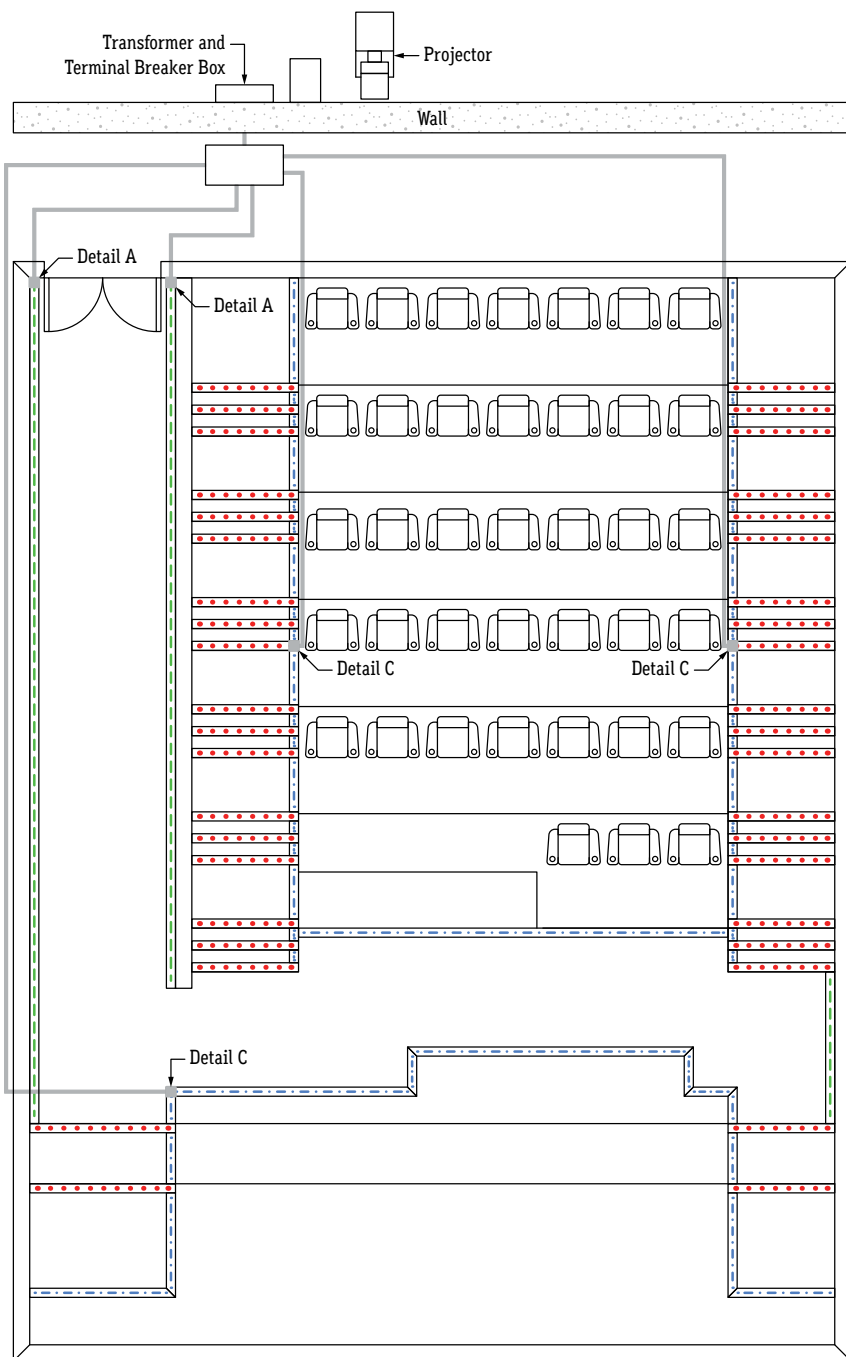 Transformer and
Terminal Breaker Box
Projector
Wall
Detail A
Detail A
Detail C
Detail C
Detail C